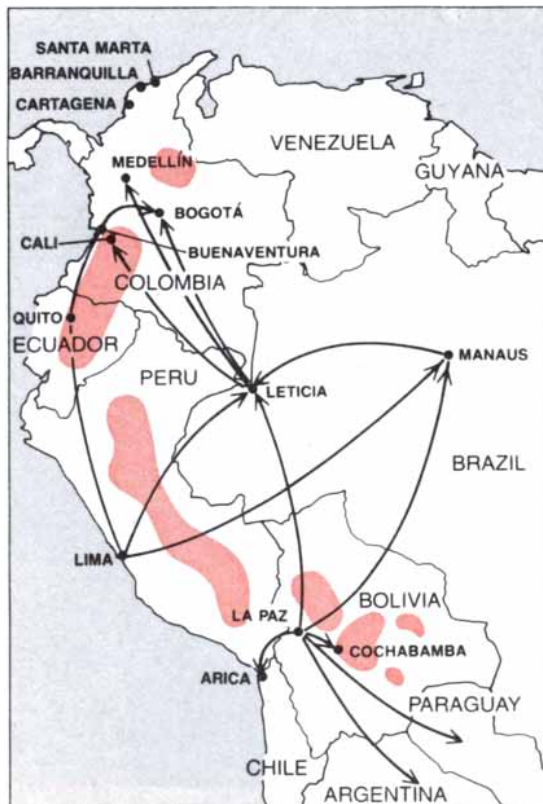 SANTA MARTA
BARRANQUILLA
CARTAGENA
VENEZUELA
MEDELLÍN
GUYANA
BOGOTÁ
CALI
BUENAVENTURA
COLOMBIA
QUITO
ECUADOR
PERU
MANAUS
LETICIA
BRAZIL
LIMA
BOLIVIA
LA PAZ
COCHABAMBA
ARICA
PARAGUAY
CHILE
ARGENTINA